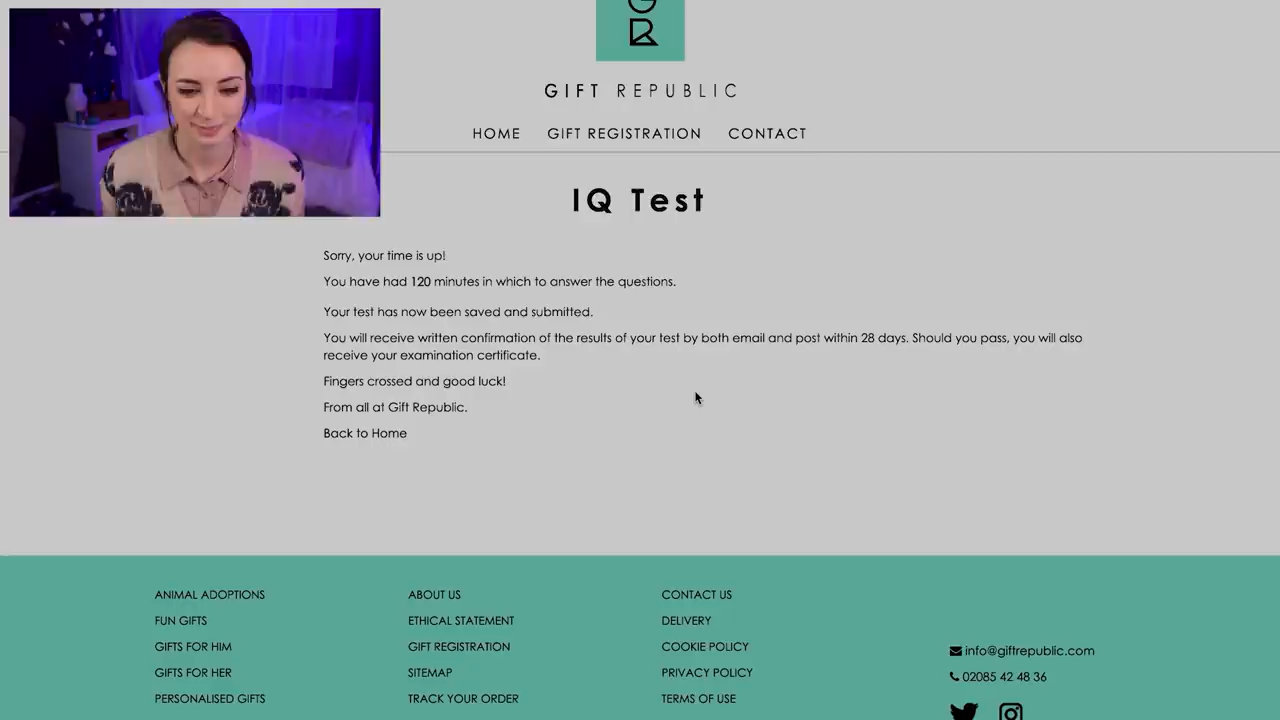 GR
GIFT REPUBLIC
HOME GIFT REGISTRATION CONTACT
IQ Test
Sorry, your time is up!
You have had 120 minutes in which to answer the questions.
Your test has now been saved and submitted.
You will receive written confirmation of the results of your test by both email and post within 28 days. Should you pass, you will also
receive your examination certificate.
Fingers crossed and good luck!
From all at Gift Republic.
Back to Home
ANIMAL ADOPTIONS
FUN GIFTS
GIFTS FOR HIM
GIFTS FOR HER
PERSONALISED GIFTS
ABOUT US
ETHICAL STATEMENT
GIFT REGISTRATION
SITEMAP
TRACK YOUR ORDER
CONTACT US
DELIVERY
COOKIE POLICY
PRIVACY POLICY
TERMS OF USE
info@giftrepublic.com
02085 42 48 36